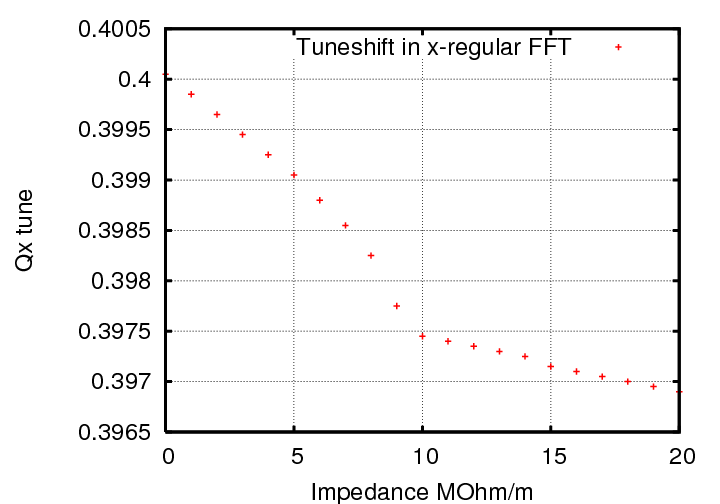 0.4005
Tuneshift in x-regular FFT
0.4
0.3995
0.399
0.3985
0.398
0.3975
0.397
0.3965
Qx tune
0 5 10 15 20
Impedance MOhm/m